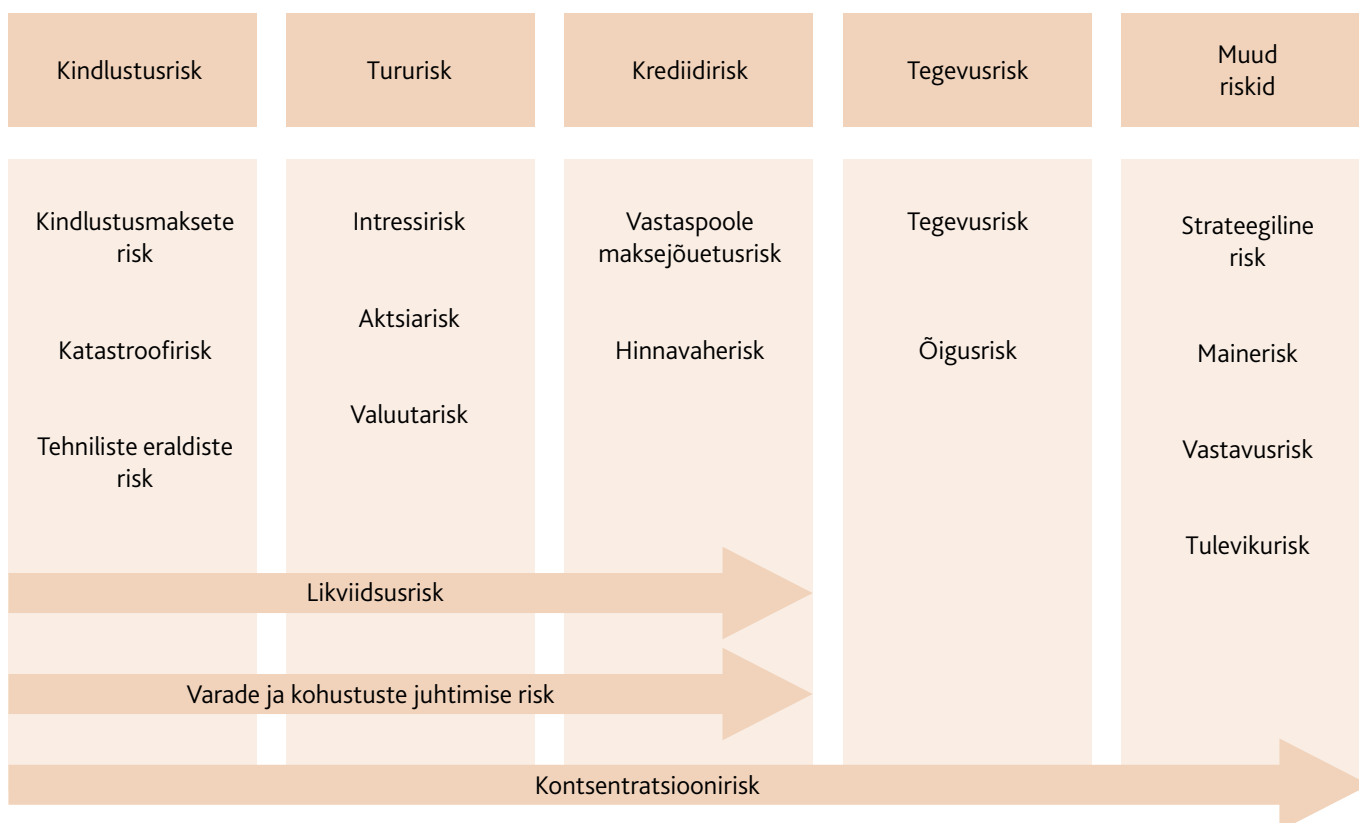 Kindlustusrisk
Tururisk
Krediidirisk
Tegevusrisk
Muud
riskid
Kindlustusmaksete
risk
Katastroofirisk
Tehniliste eraldiste
risk
Intressirisk
Aktsiarisk
Valuutarisk
Vastaspoole
maksejõuetusrisk
Hinnavaherisk
Tegevusrisk
Õigusrisk
Strateegiline
risk
Mainerisk
Vastavusrisk
Tulevikurisk
Likviidsusrisk
Varade ja kohustuste juhtimise risk
Kontsentratsioonirisk